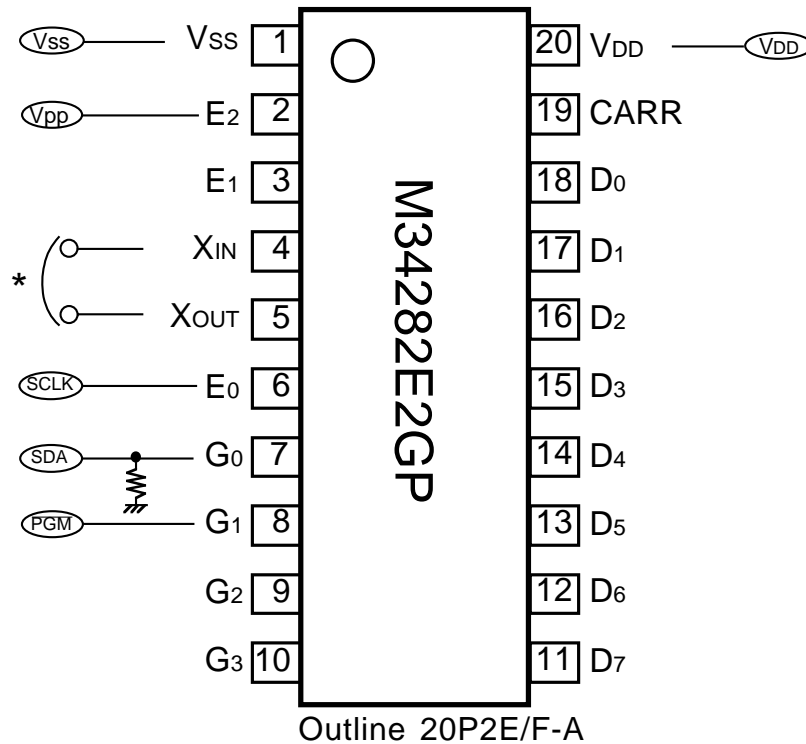 Vss VSS 1 20 VDD VDD
Vpp E2 2 19 CARR
E1 3 18 D0
XIN 4 17 D1
*
XOUT 5 16 D2
SCLK E0 6 15 D3
SDA G0 7 14 D4
PGM G1 8 13 D5
G2 9 12 D6
G3 10 11 D7
M34282E2GP
Outline 20P2E/F-A